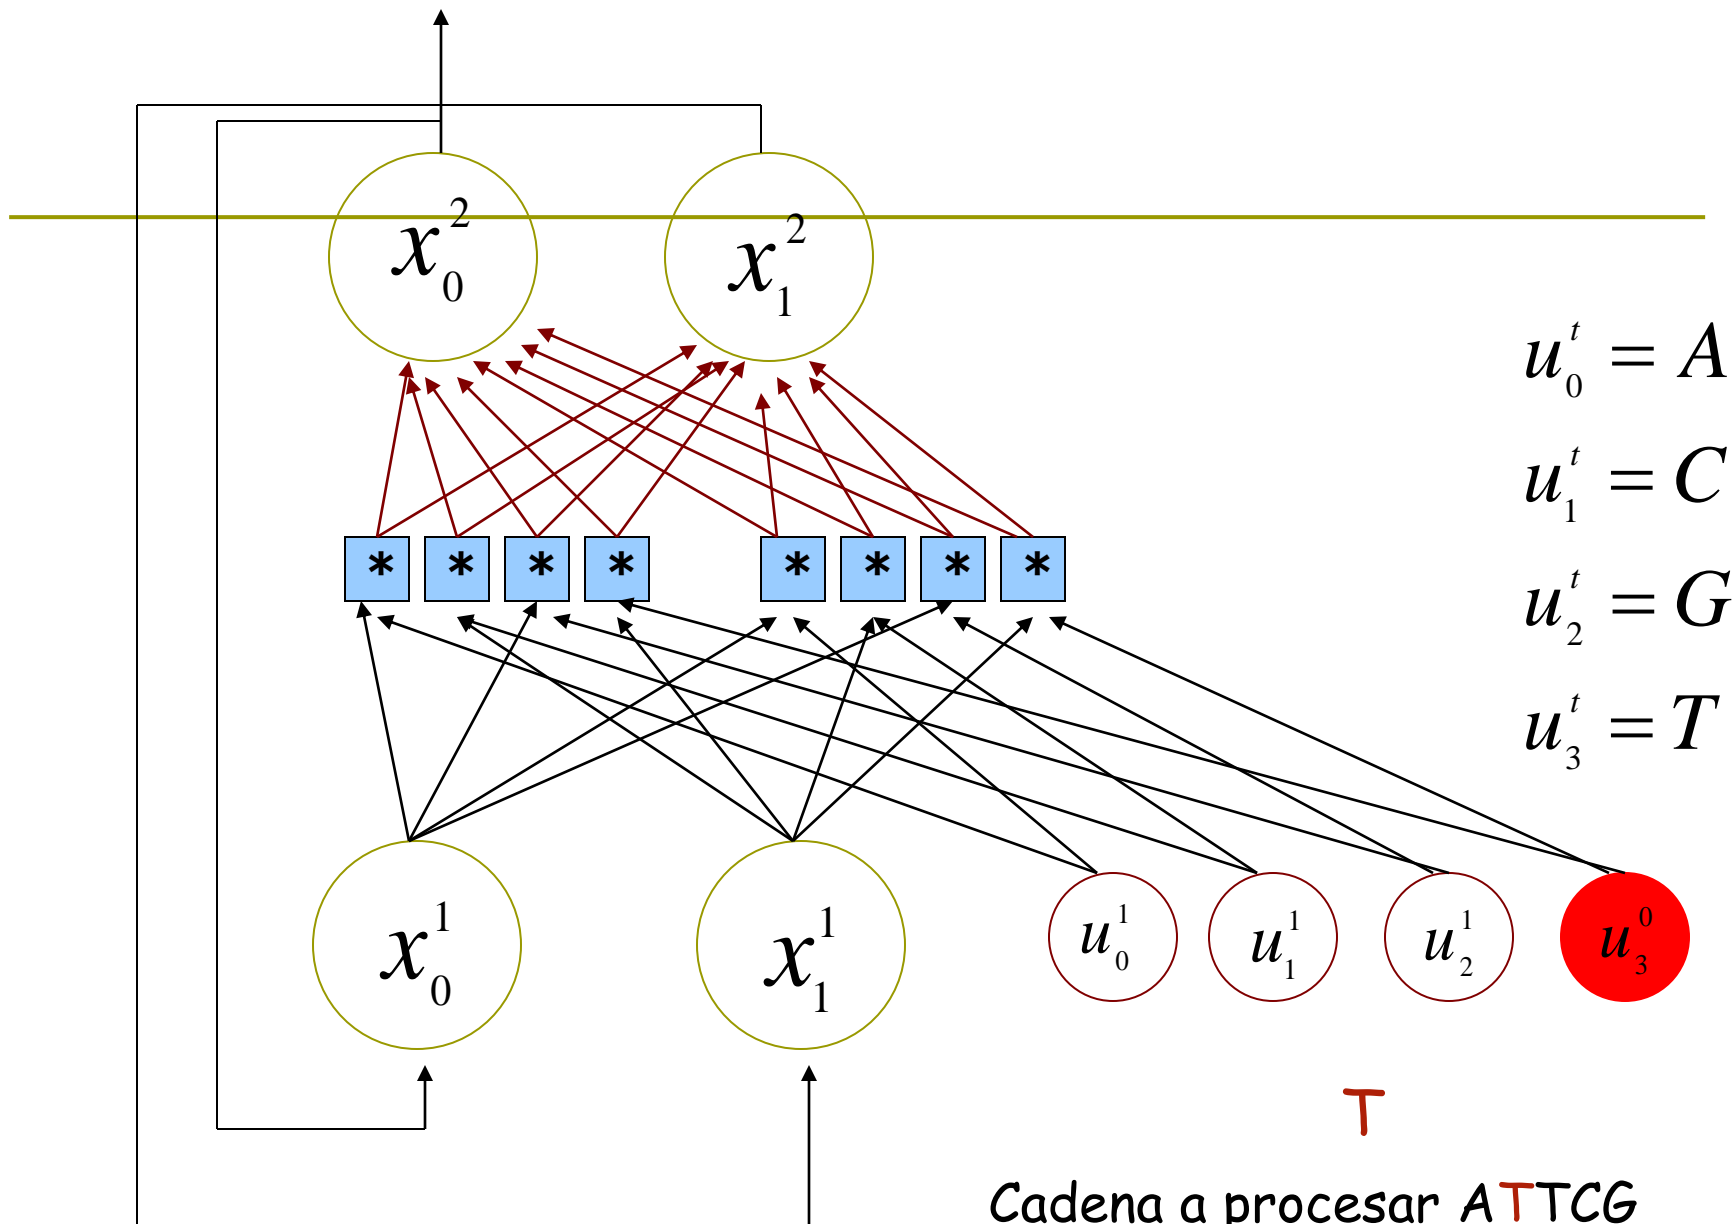 x_0^2 x_1^2
u_0^t = A
u_1^t = C
u_2^t = G
u_3^t = T
* * * * * * * *
x_0^1 x_1^1 u_0^1 u_1^1 u_2^1 u_3^0
T
Cadena a procesar ATTCG